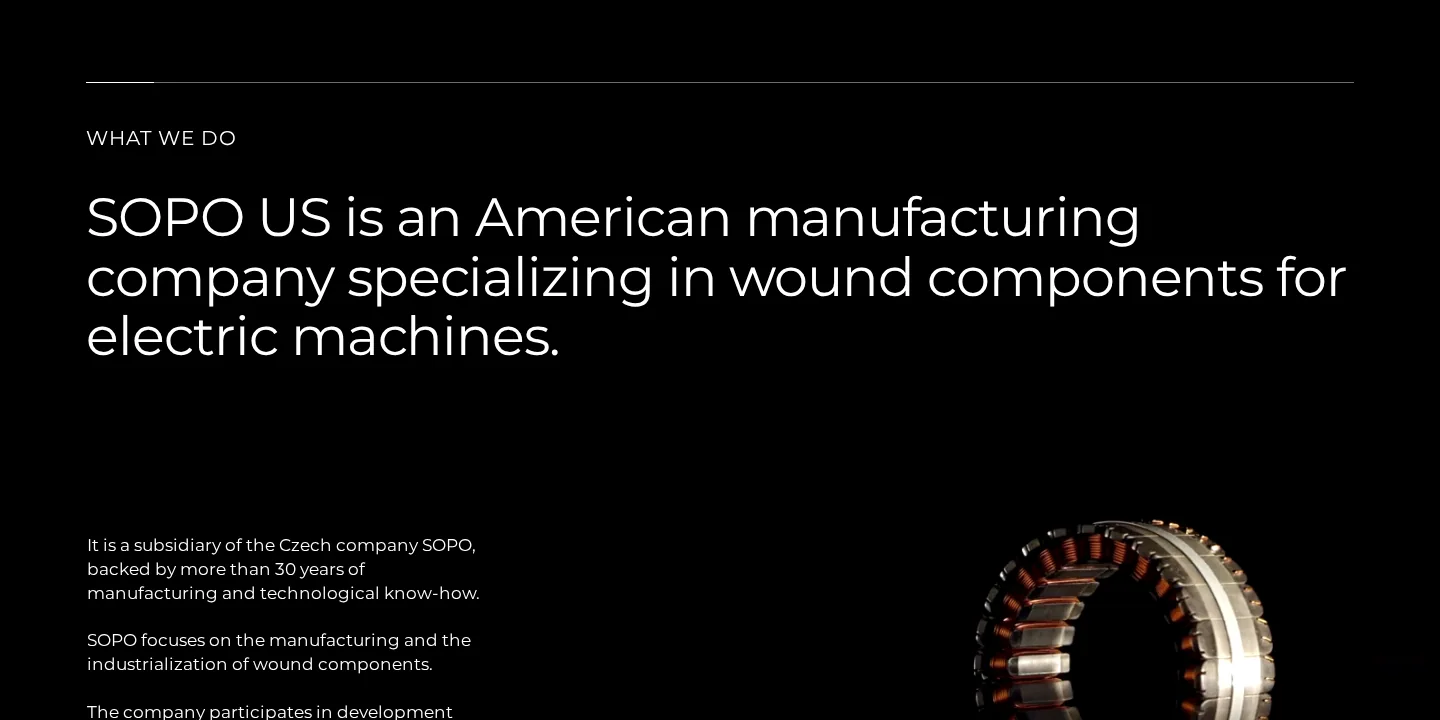 WHAT WE DO
SOPO US is an American manufacturing
company specializing in wound components for
electric machines.
It is a subsidiary of the Czech company SOPO,
backed by more than 30 years of
manufacturing and technological know-how.
SOPO focuses on the manufacturing and the
industrialization of wound components.
The company participates in development